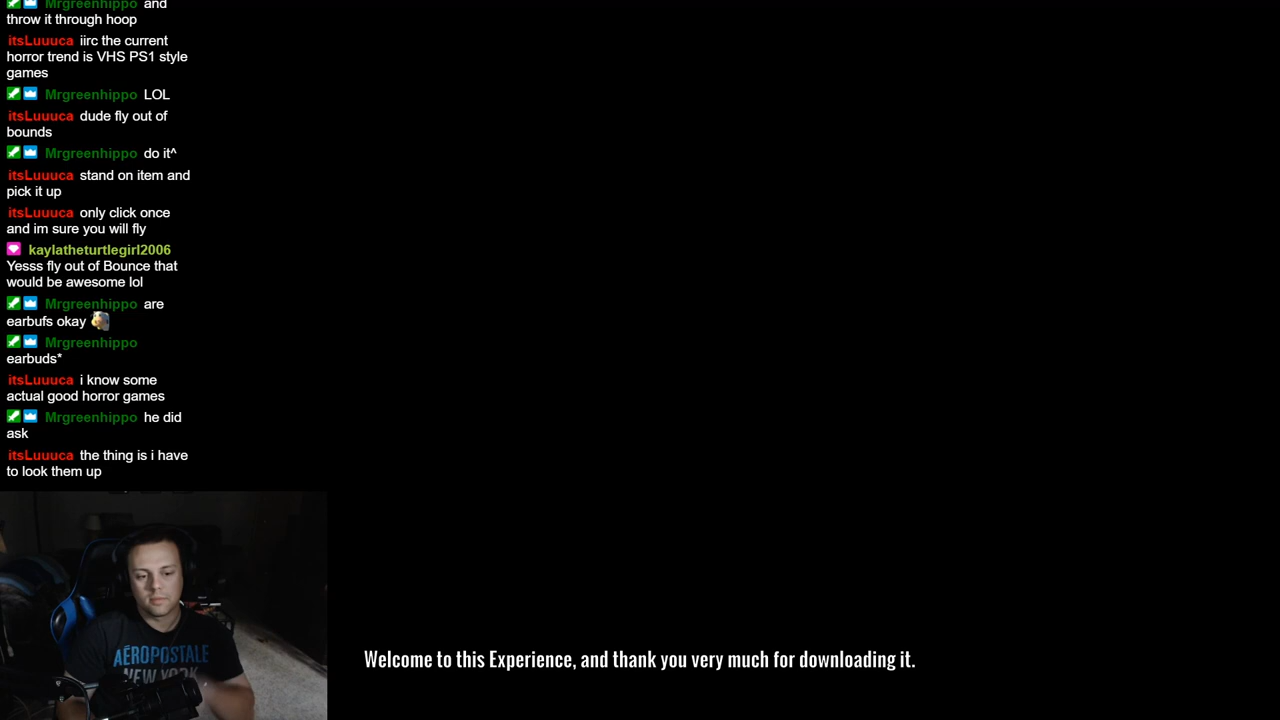 Mrgreenhippo and
throw it through hoop
itsLuuuca iirc the current
horror trend is VHS PS1 style
games
Mrgreenhippo LOL
itsLuuuca dude fly out of
bounds
Mrgreenhippo do it^
itsLuuuca stand on item and
pick it up
itsLuuuca only click once
and im sure you will fly
kaylatheturtlegirl2006
Yesss fly out of Bounce that
would be awesome lol
Mrgreenhippo are
earbufs okay
Mrgreenhippo
earbuds*
itsLuuuca i know some
actual good horror games
Mrgreenhippo he did
ask
itsLuuuca the thing is i have
to look them up
AÉROPOSTALE
NEW YORK
Welcome to this Experience, and thank you very much for downloading it.